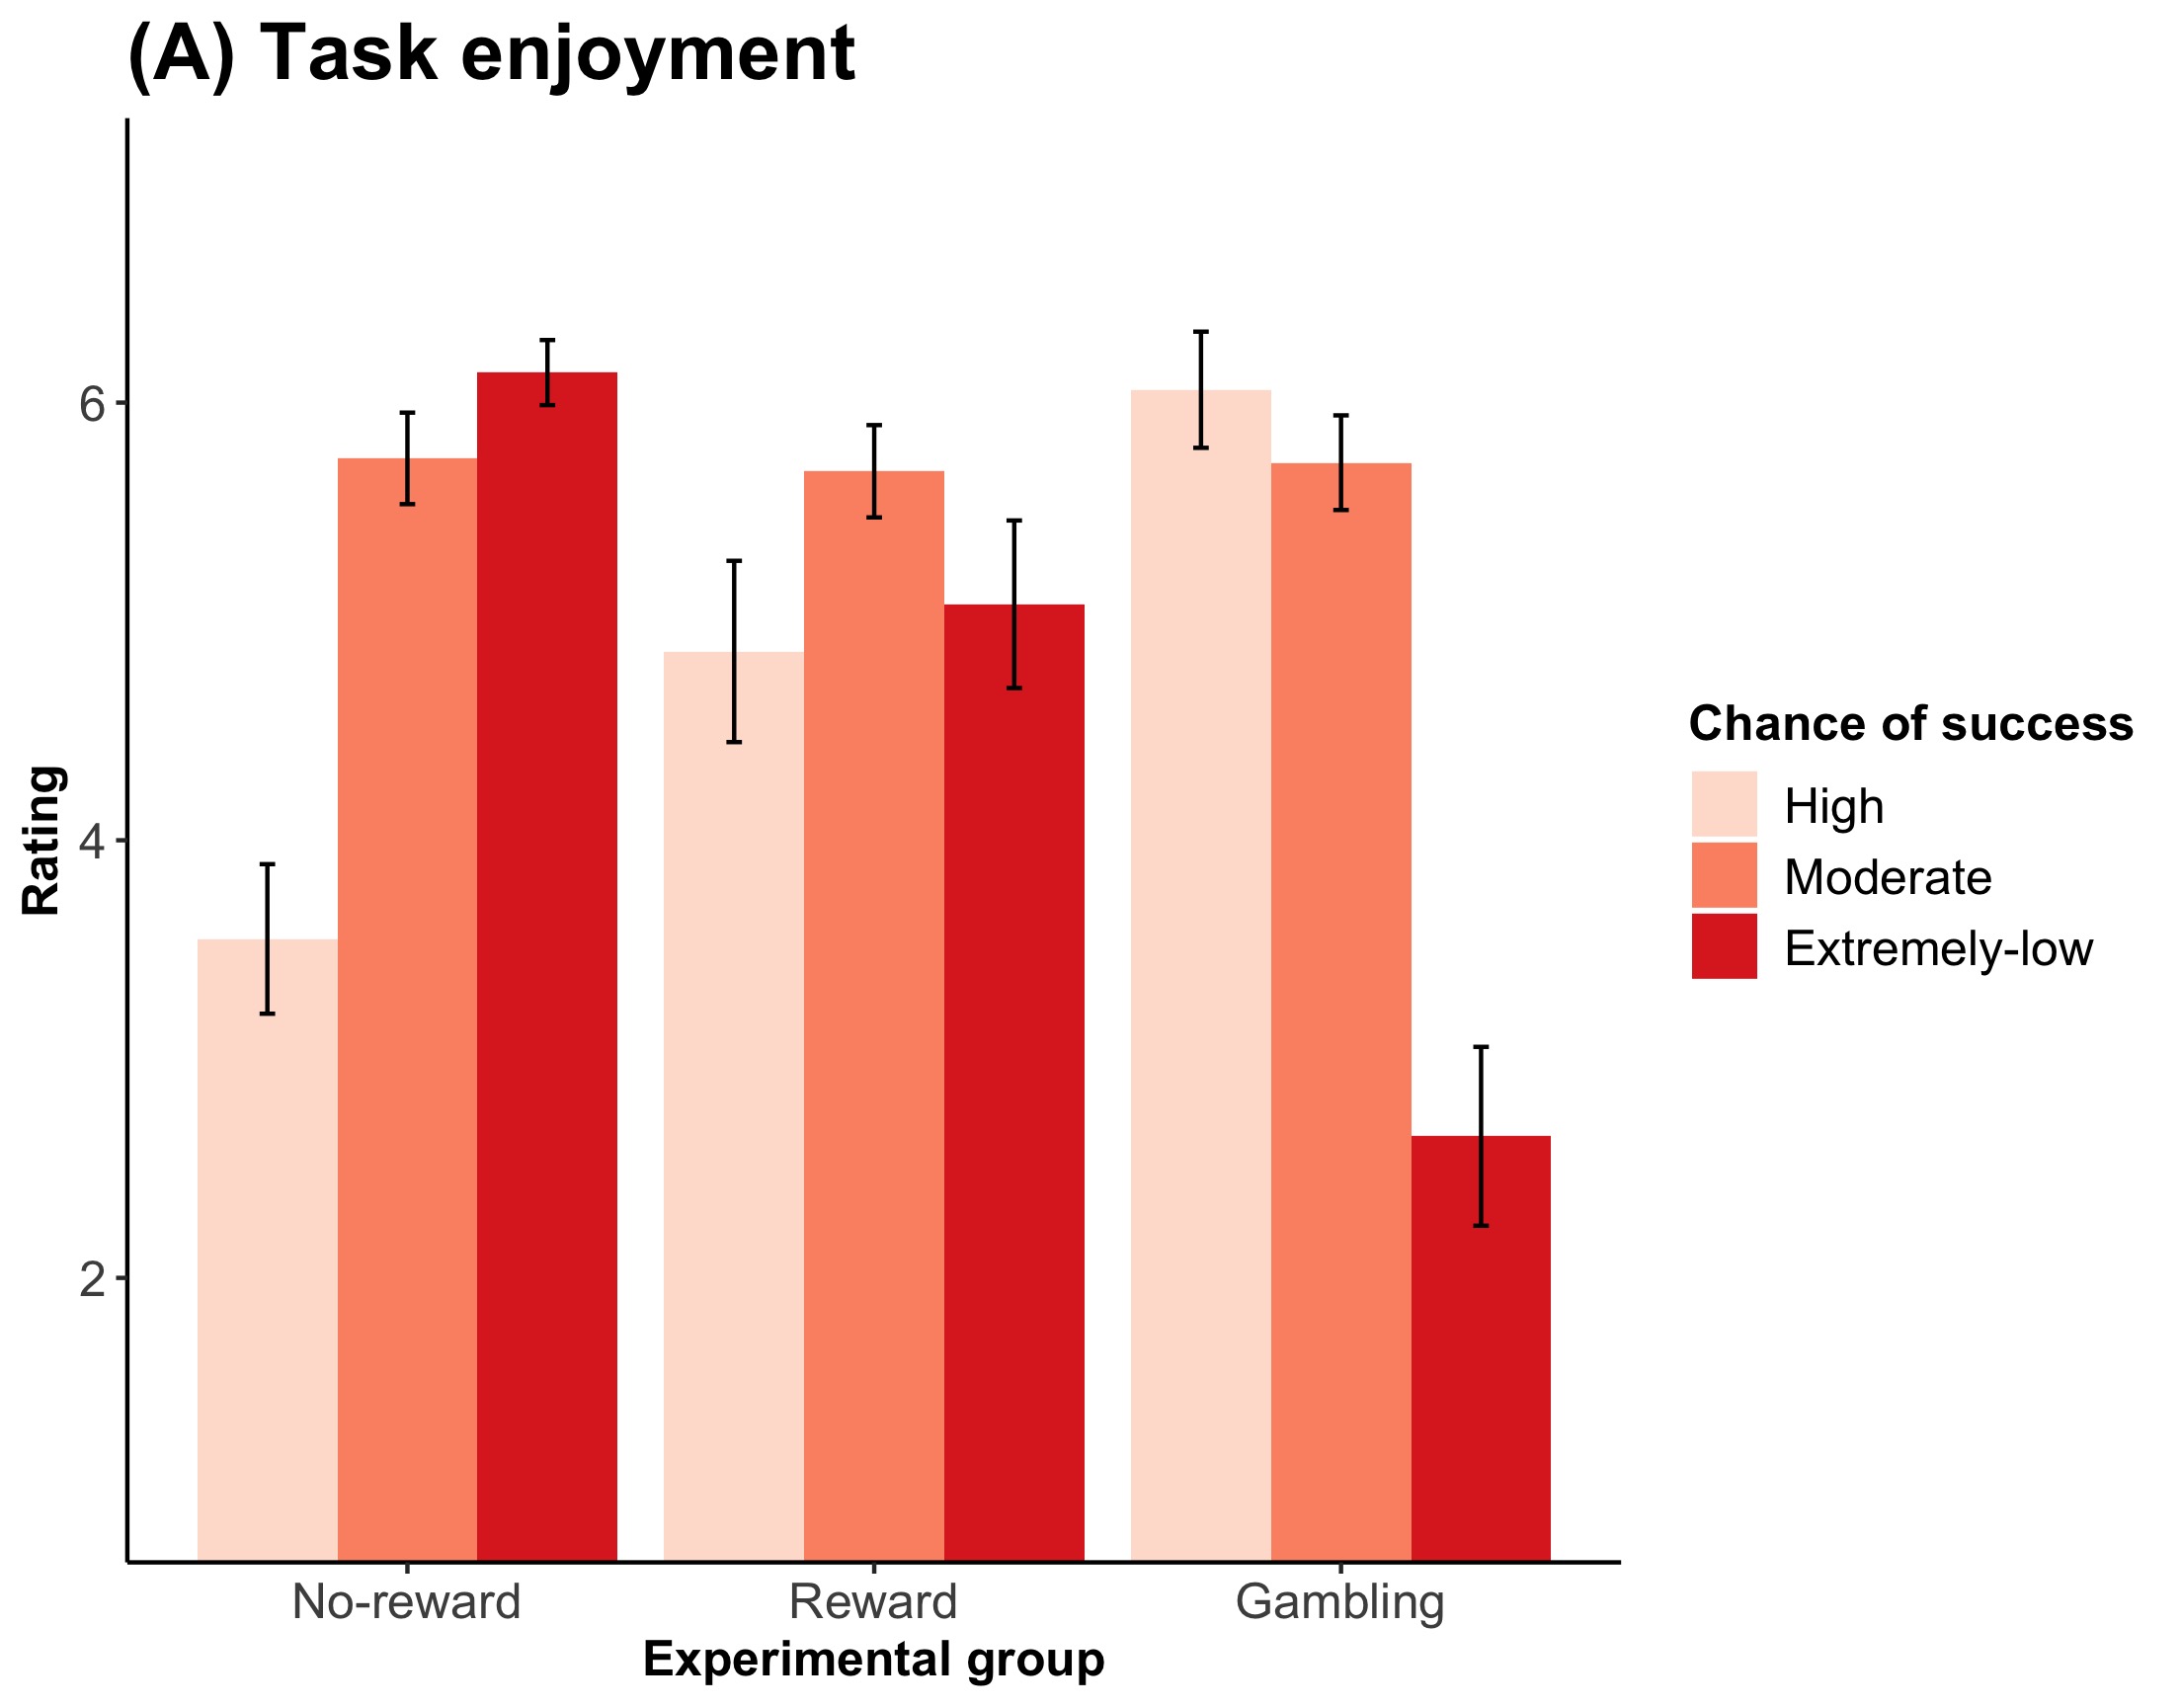 (A) Task enjoyment
Rating
6
4
2
No-reward
Reward
Gambling
Experimental group
Chance of success
High
Moderate
Extremely-low